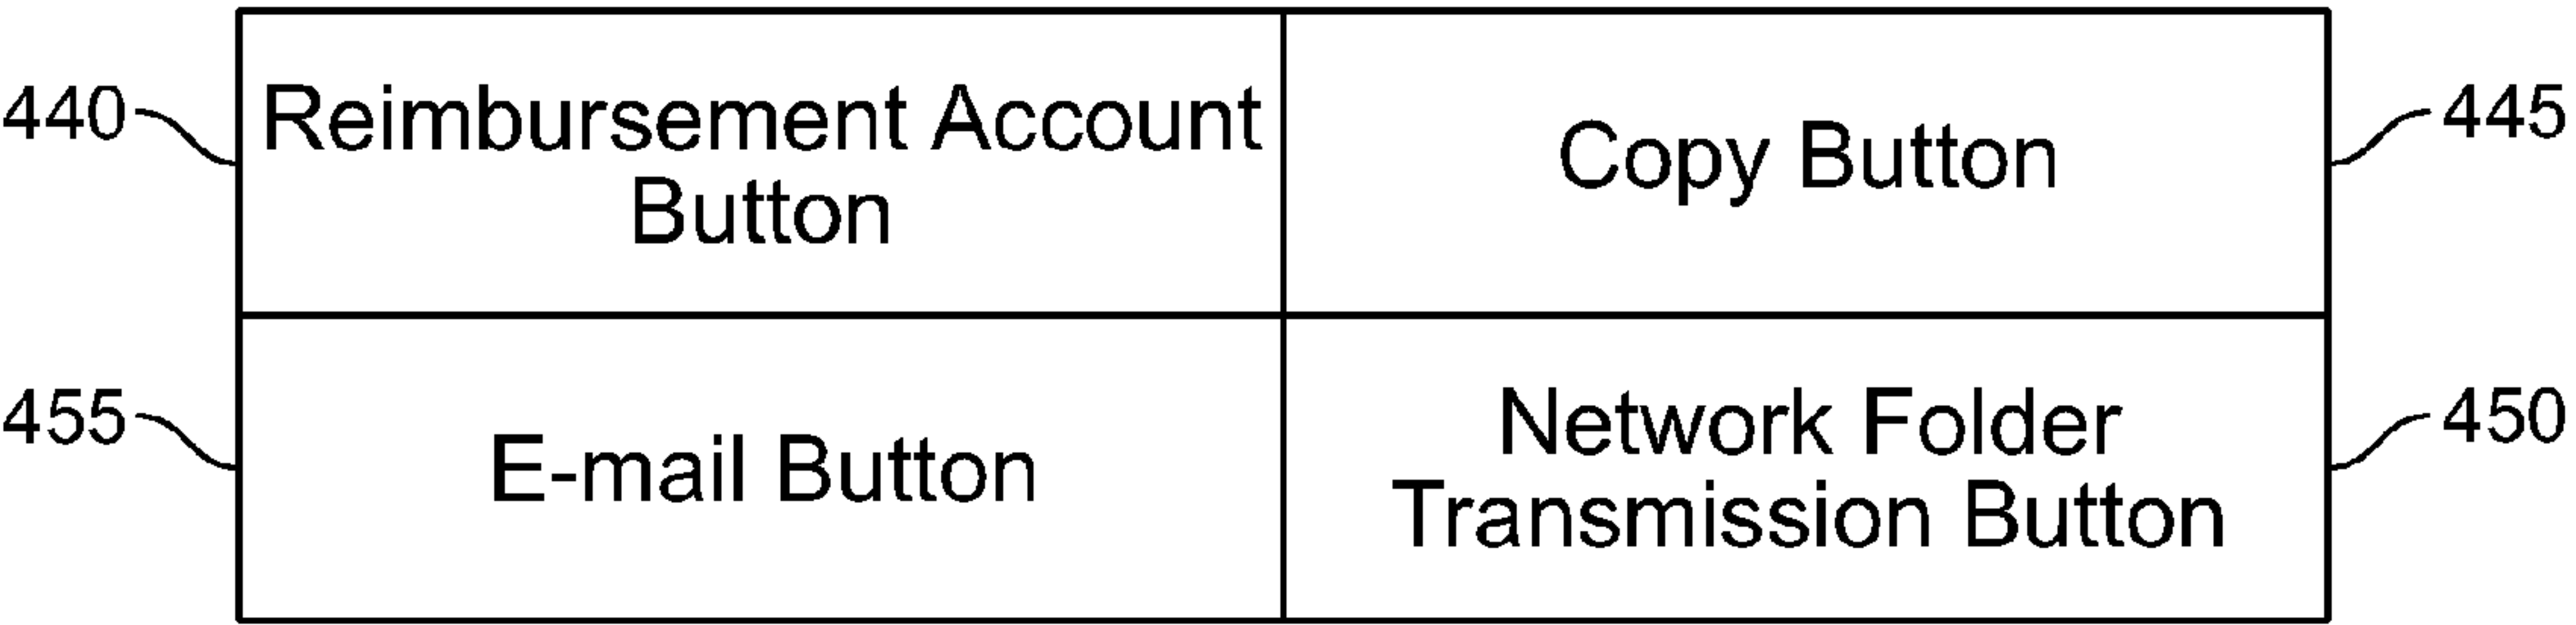 440
Reimbursement Account
Button
Copy Button
445
455
E-mail Button
Network Folder
Transmission Button
450